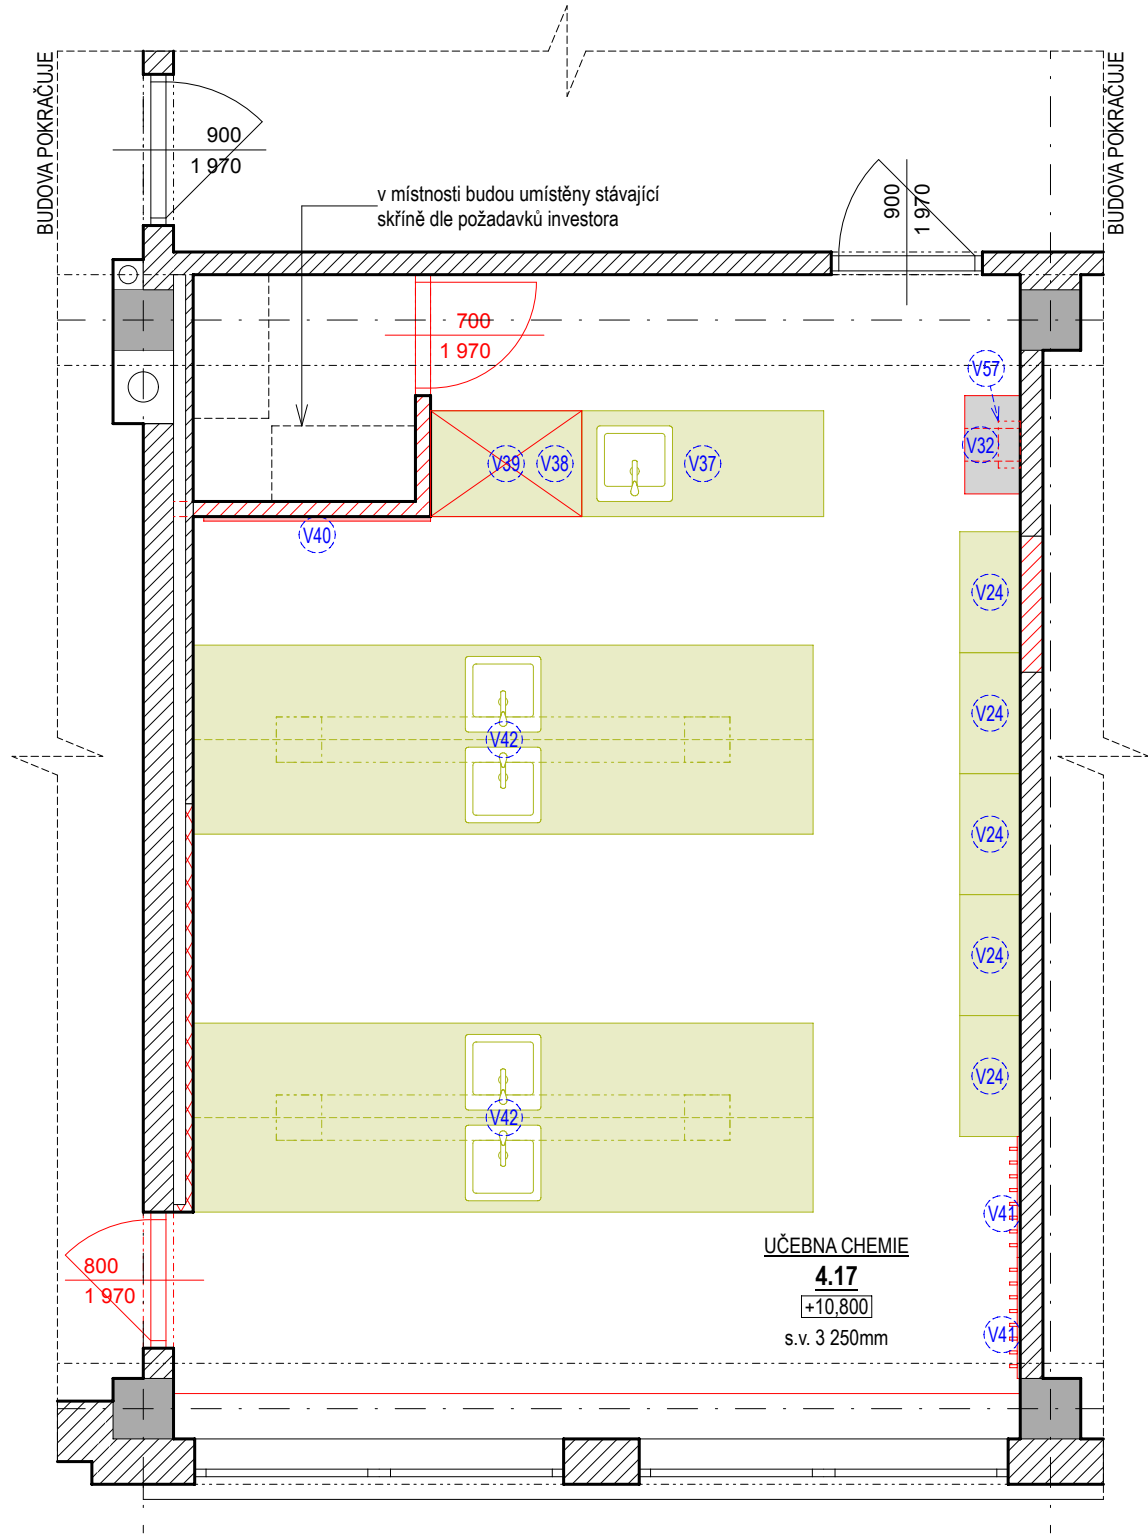 BUDOVA POKRAČUJE
BUDOVA POKRAČUJE
900
1 970
v místnosti budou umístěny stávající
skříně dle požadavků investora
900
1 970
700
1 970
V57
V32
V39
V38
V37
V40
V24
V24
V42
V24
V24
V24
V42
V41
UČEBNA CHEMIE
4.17
+10,800
s.v. 3 250mm
V41
800
1 970